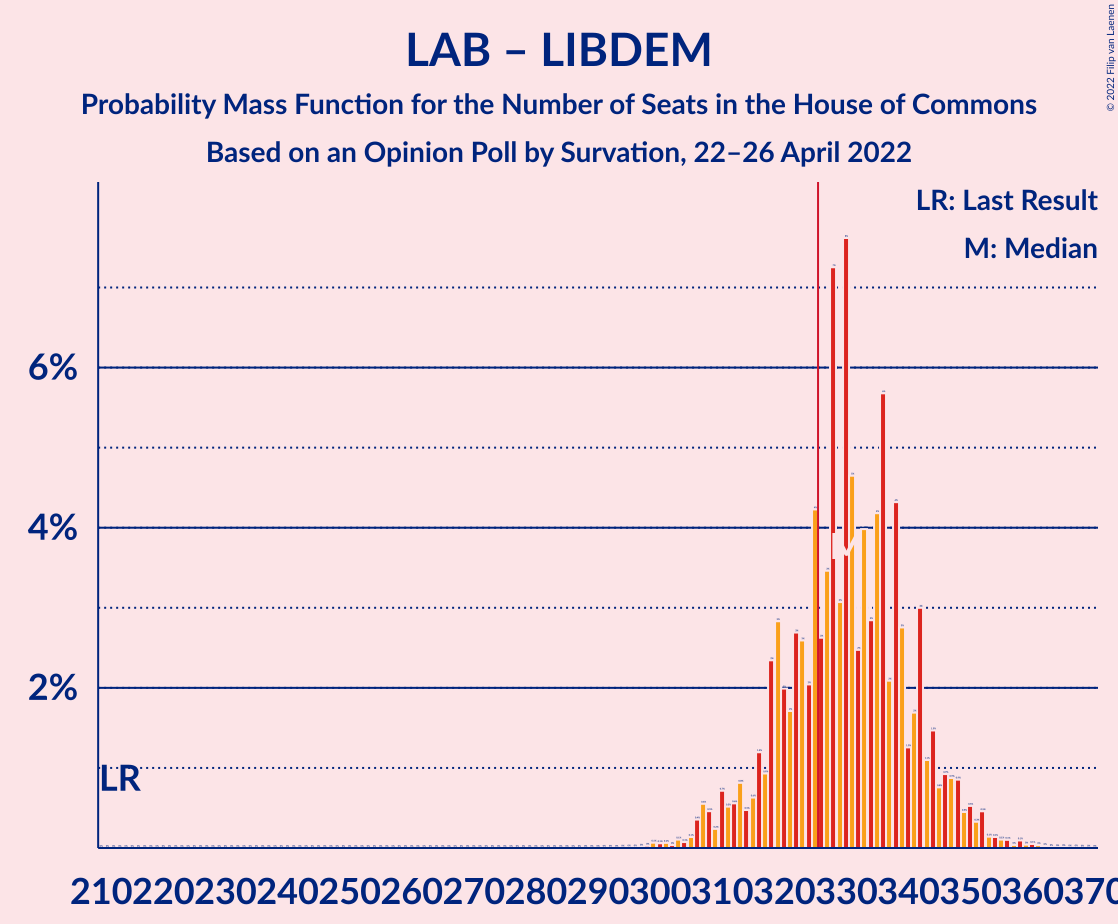 LAB – LIBDEM
Probability Mass Function for the Number of Seats in the House of Commons
Based on an Opinion Poll by Survation, 22–26 April 2022
© 2022 Filip van Laenen
LR: Last Result
M: Median
6%
4%
2%
LR
210220230240250260270280290300310320330340350360370